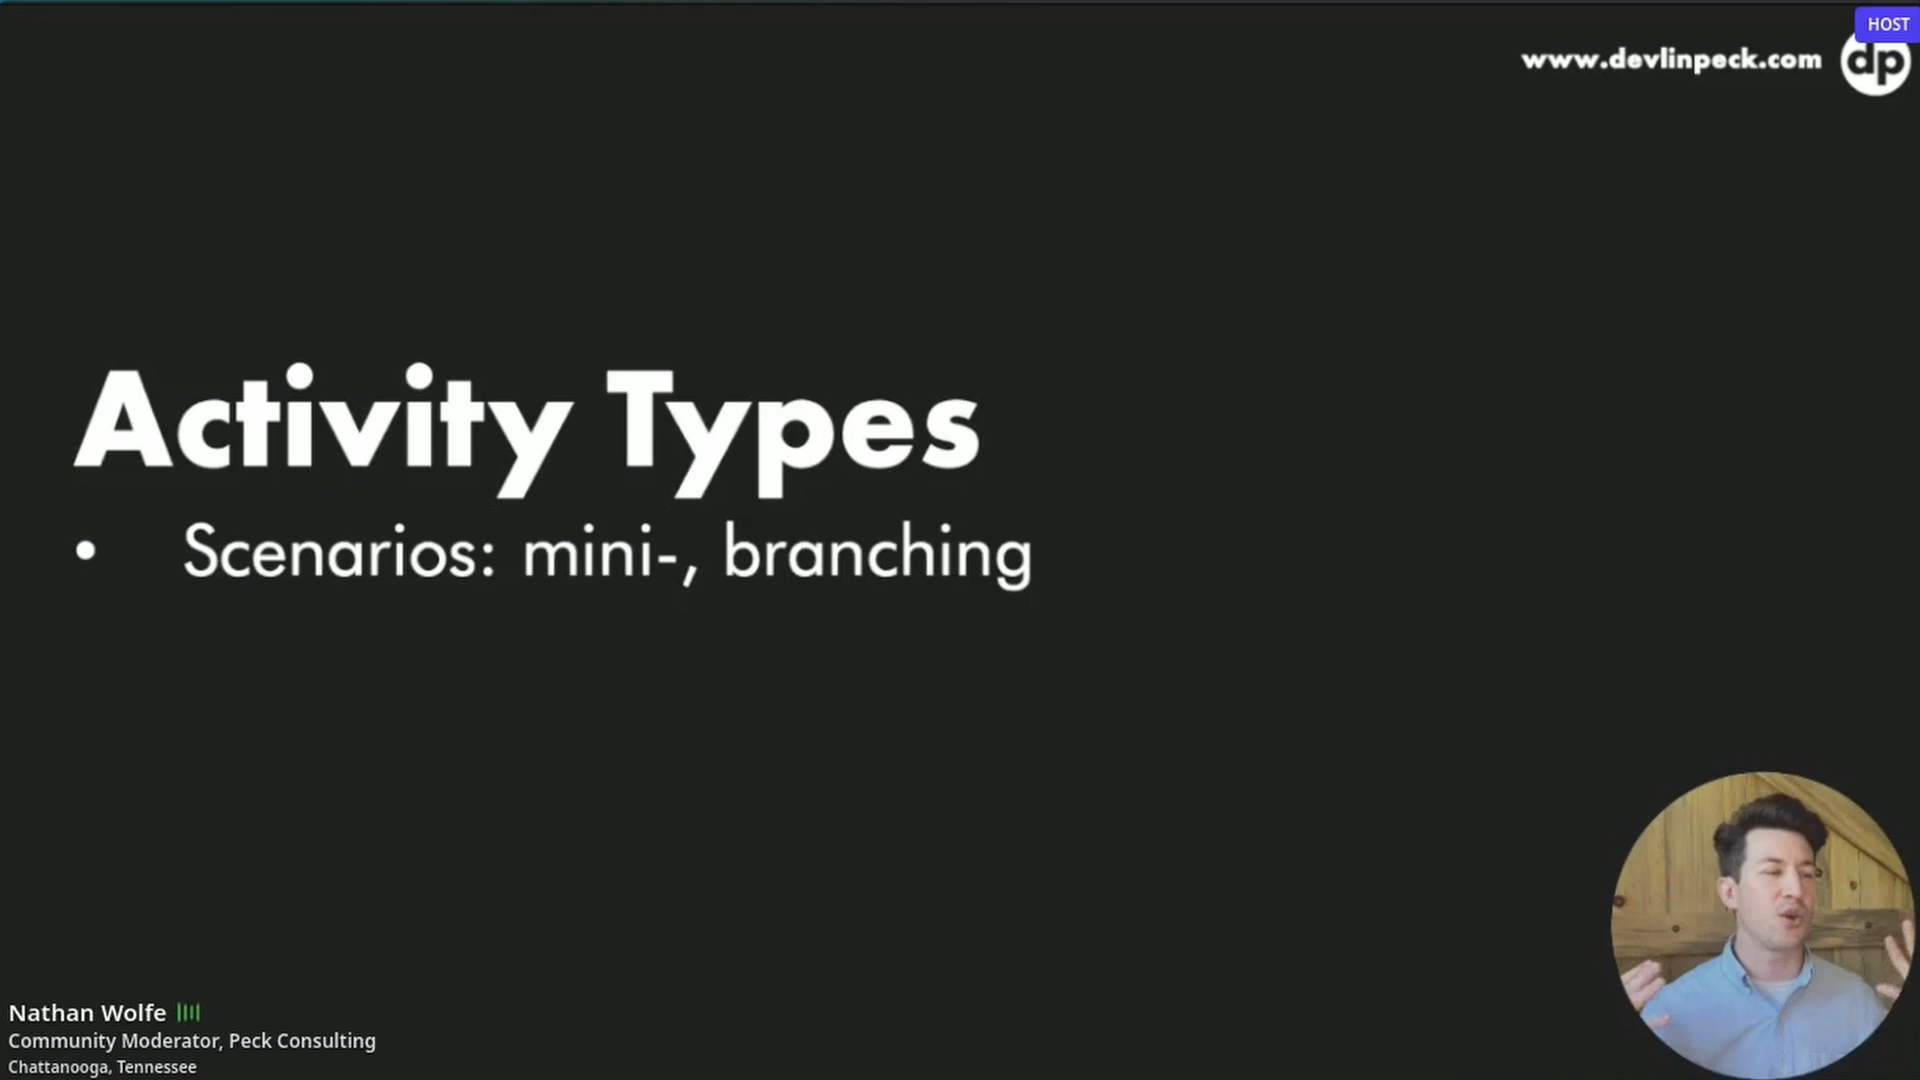 HOST
www.devlinpeck.com dp
Activity Types
• Scenarios: mini-, branching
Nathan Wolfe
Community Moderator, Peck Consulting
Chattanooga, Tennessee